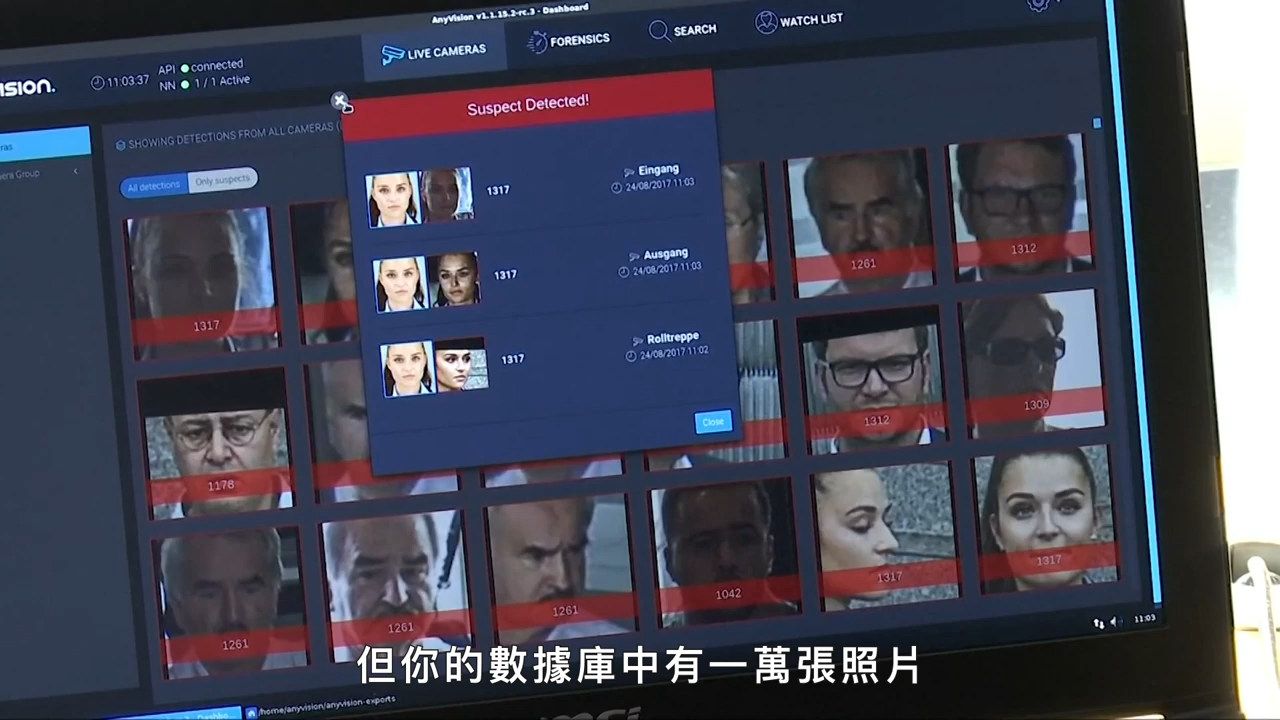 AnyVision v1.1.15.2-rc.3 - Dashboard
LIVE CAMERAS
FORENSICS
SEARCH
WATCH LIST
11:03:37
API connected
NN 1 / 1 Active
SHOWING DETECTIONS FROM ALL CAMERAS
All detections
Only suspects
Suspect Detected!
1317
Eingang
24/08/2017 11:03
1317
Ausgang
24/08/2017 11:03
1317
Rolltreppe
24/08/2017 11:02
Close
1317
1261
1312
1178
1312
1309
1261
1261
1261
1042
1317
1317
11:03
/home/anyvision/anyvision-exports
msi
但你的數據庫中有一萬張照片